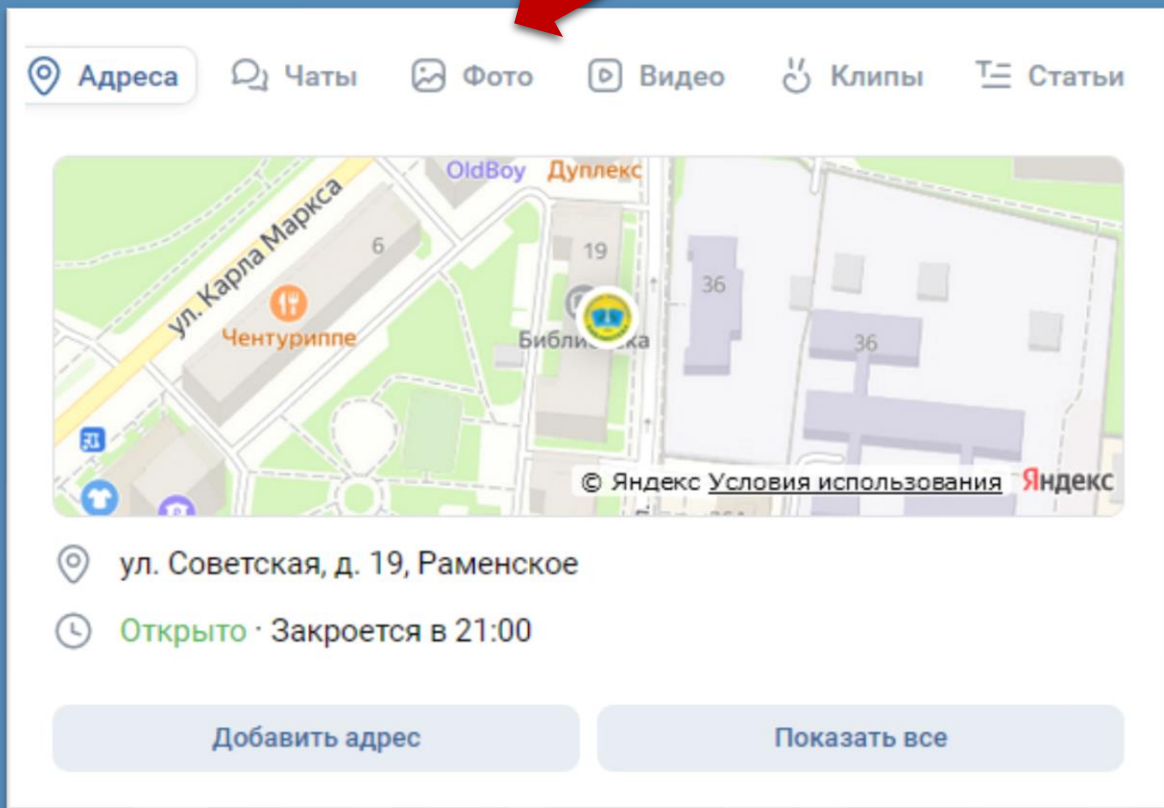 Адреса
Чаты
Фото
Видео
Клипы
Статьи
OldBoy
Дуплекс
ул. Карла Маркса
6
19
36
Чентуриппе
36
© Яндекс Условия использования
Яндекс
ул. Советская, д. 19, Раменское
Открыто · Закроется в 21:00
Добавить адрес
Показать все